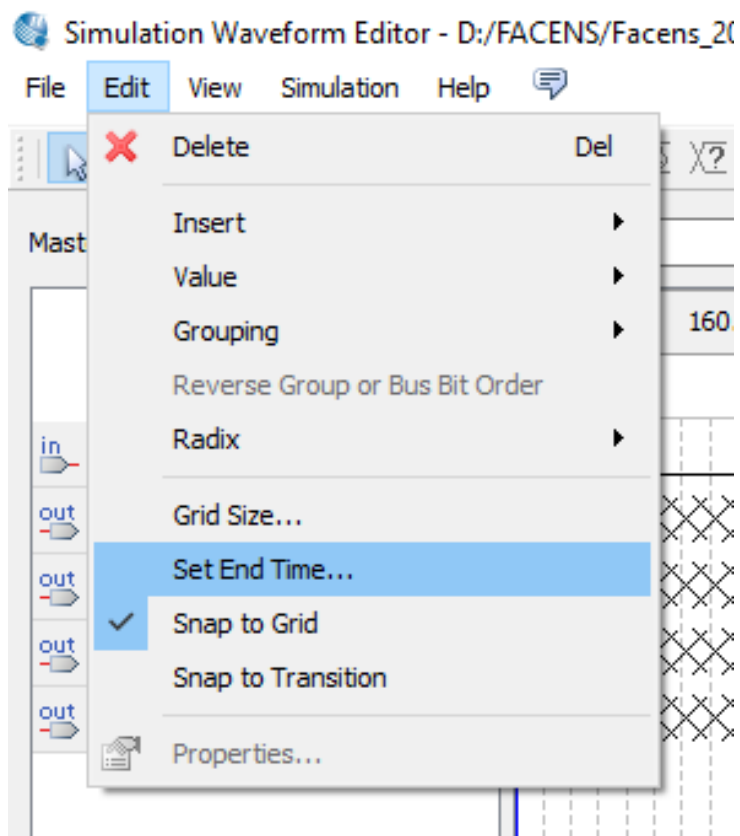 Simulation Waveform Editor - D:/FACENS/Facens_20
File Edit View Simulation Help
Delete Del
Mast
Insert
Value
Grouping
160.
Reverse Group or Bus Bit Order
Radix
in
Grid Size...
out
Set End Time...
out
Snap to Grid
out
Snap to Transition
out
Properties...